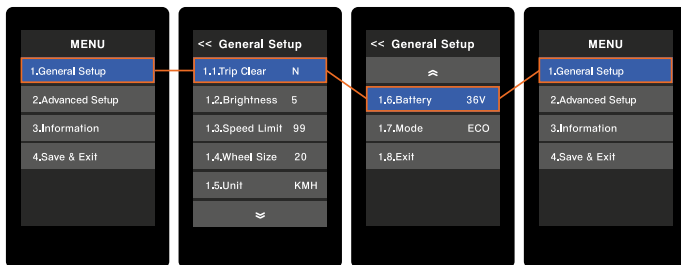 MENU
1.General Setup
2.Advanced Setup
3.Information
4.Save & Exit
<< General Setup
1.1.Trip Clear N
1.2.Brightness 5
1.3.Speed Limit 99
1.4.Wheel Size 20
1.5.Unit KMH
<< General Setup
1.6.Battery 36V
1.7.Mode ECO
1.8.Exit
MENU
1.General Setup
2.Advanced Setup
3.Information
4.Save & Exit